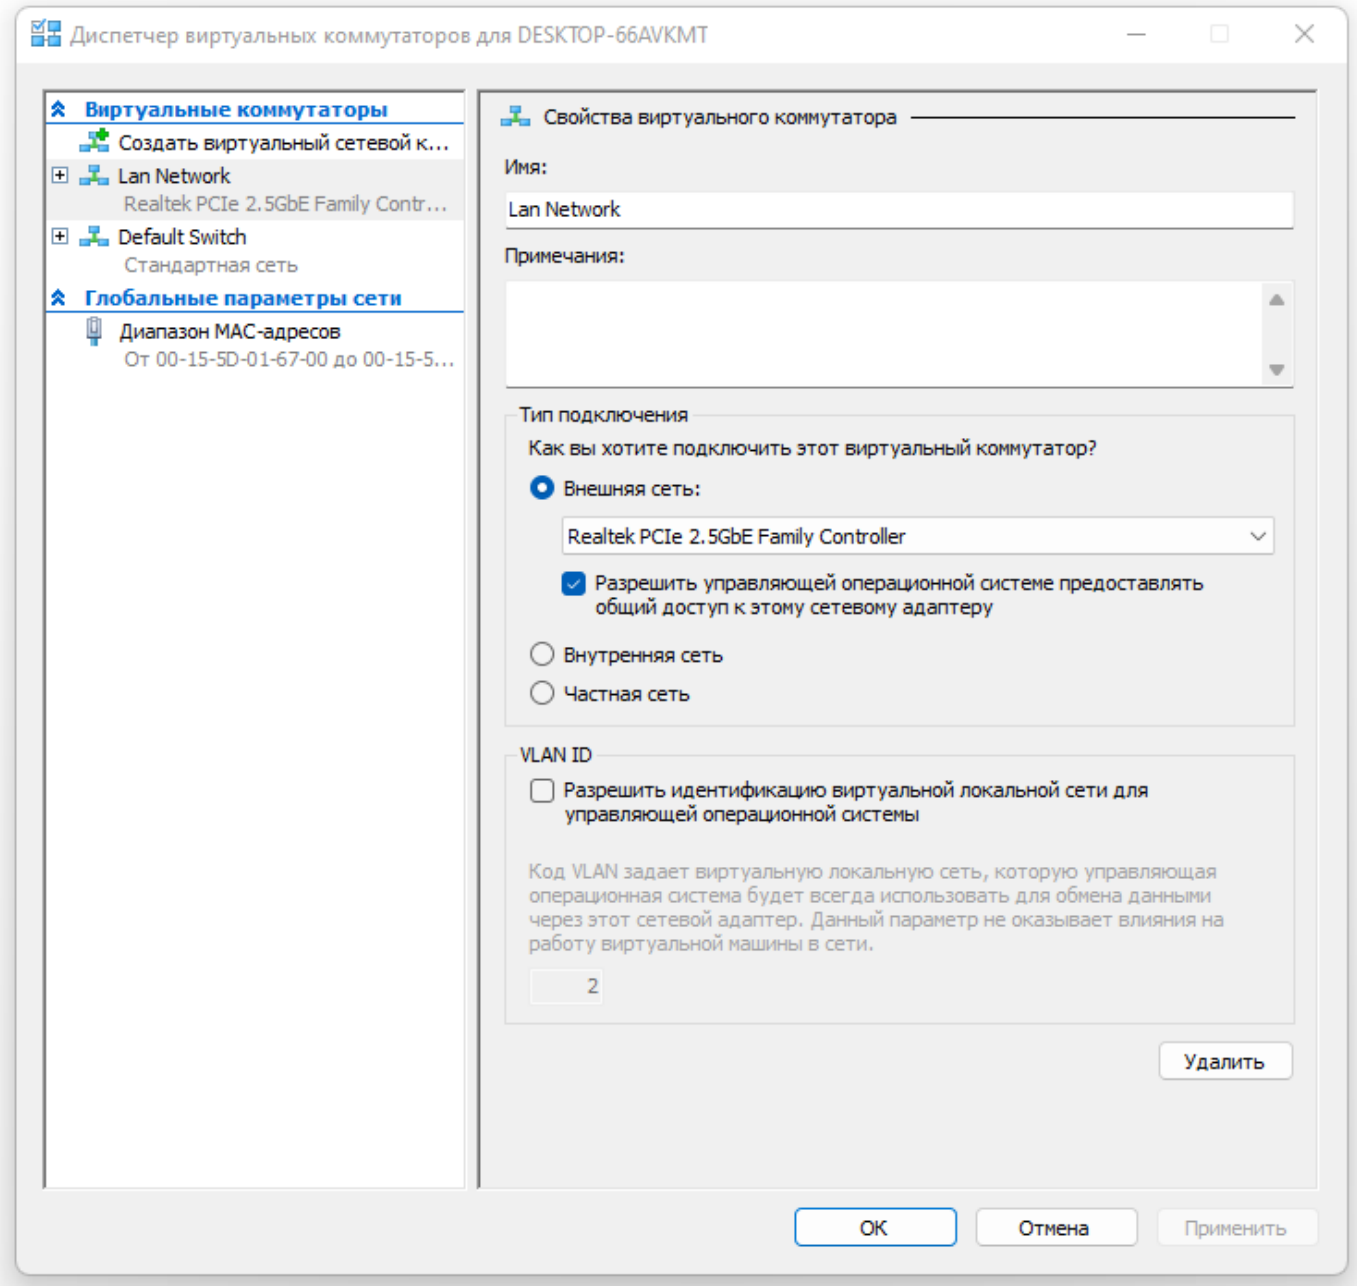 Диспетчер виртуальных коммутаторов для DESKTOP-66AVKMT
Виртуальные коммутаторы
Создать виртуальный сетевой к...
Lan Network
Realtek PCIe 2.5GbE Family Contr...
Default Switch
Стандартная сеть
Глобальные параметры сети
Диапазон MAC-адресов
От 00-15-5D-01-67-00 до 00-15-5...
Свойства виртуального коммутатора
Имя:
Lan Network
Примечания:
Тип подключения
Как вы хотите подключить этот виртуальный коммутатор?
Внешняя сеть:
Realtek PCIe 2.5GbE Family Controller
Разрешить управляющей операционной системе предоставлять
общий доступ к этому сетевому адаптеру
Внутренняя сеть
Частная сеть
VLAN ID
Разрешить идентификацию виртуальной локальной сети для
управляющей операционной системы
Код VLAN задает виртуальную локальную сеть, которую управляющая
операционная система будет всегда использовать для обмена данными
через этот сетевой адаптер. Данный параметр не оказывает влияния на
работу виртуальной машины в сети.
2
Удалить
ОК
Отмена
Применить